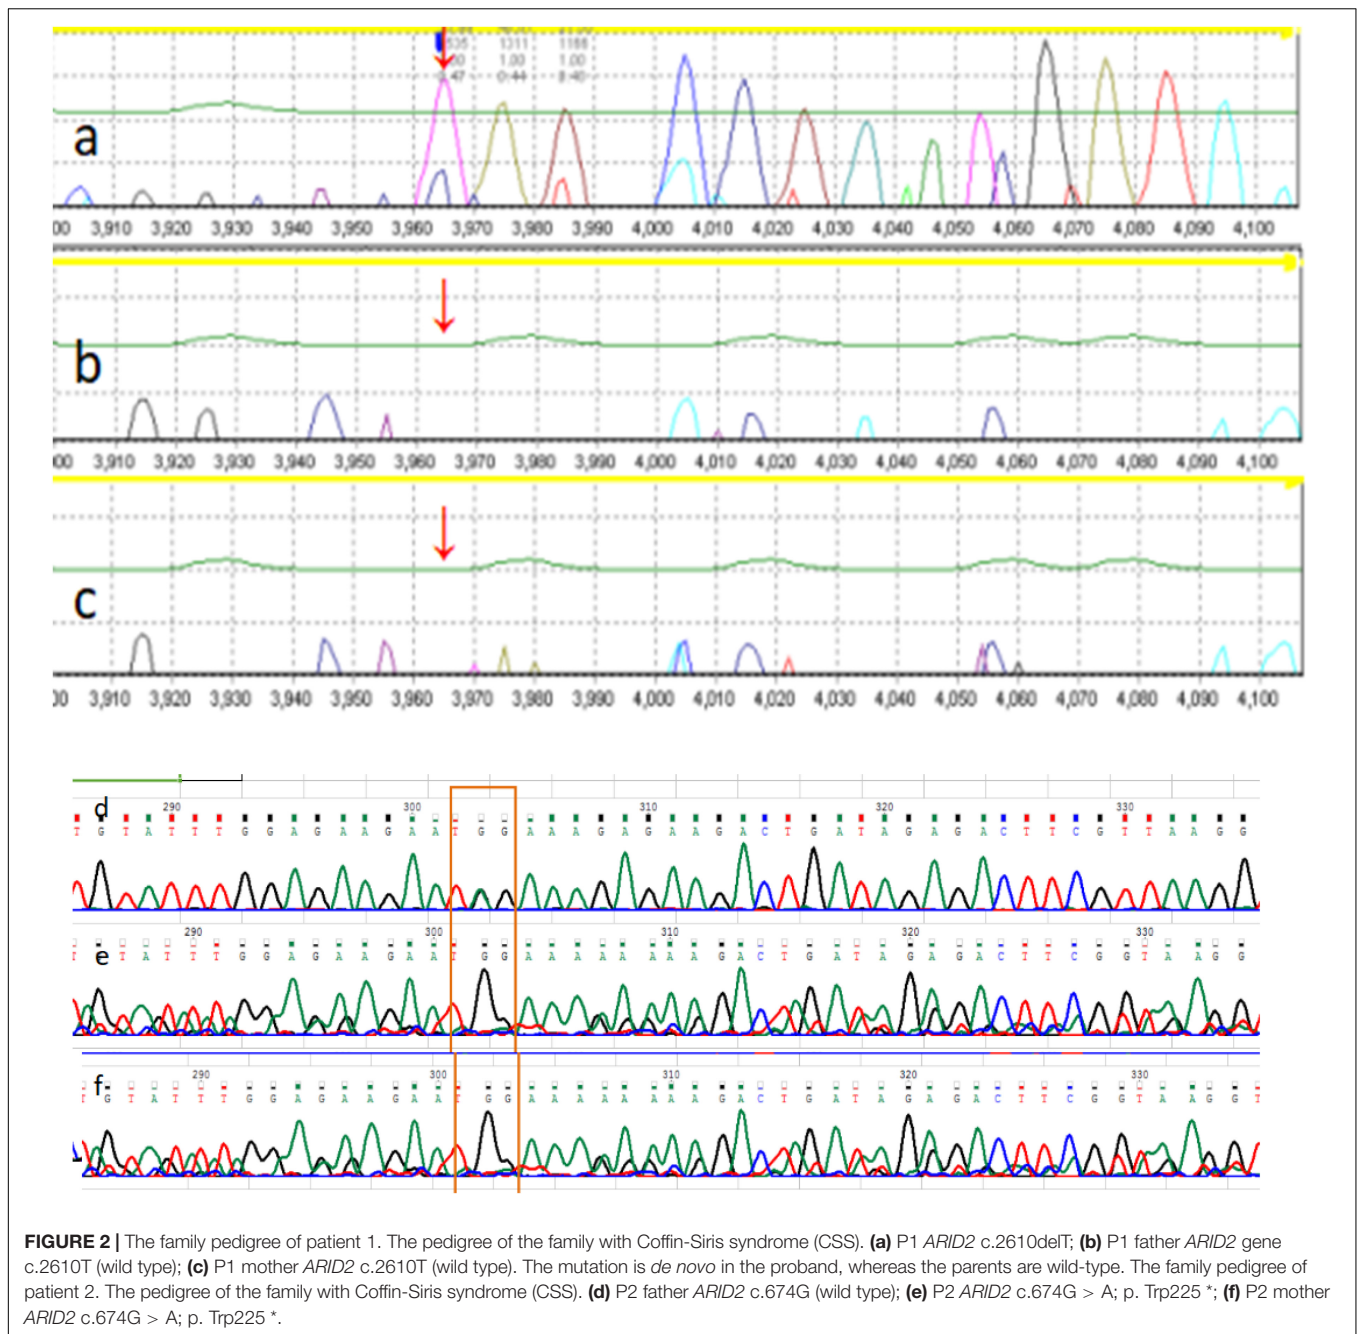 535 1311 1166
1.00 1.00
0.47 0:44
a
3,910 3,920 3,930 3,940 3,950 3,960 3,970 3,980 3,990 4,000 4,010 4,020 4,030 4,040 4,050 4,060 4,070 4,080 4,090 4,100
b
3,910 3,920 3,930 3,940 3,950 3,960 3,970 3,980 3,990 4,000 4,010 4,020 4,030 4,040 4,050 4,060 4,070 4,080 4,090 4,100
c
3,910 3,920 3,930 3,940 3,950 3,960 3,970 3,980 3,990 4,000 4,010 4,020 4,030 4,040 4,050 4,060 4,070 4,080 4,090 4,100
d 290 300 310 320 330
T G T A T T T G G A G A A G A A T G G A A A G A G A A G A C T G A T A G A G A C T T C G T T A A G G
290 300 310 320 330
e T A T T T G G A G A A G A A T G G A A A A A A A A G A C T G A T A G A G A C T T C G G T A A G G
290 300 310 320 330
f G T A T T T G G A G A A G A A T G G A A A A A A A A G A C T G A T A G A G A C T T C G G T A A G G T
FIGURE 2 | The family pedigree of patient 1. The pedigree of the family with Coffin-Siris syndrome (CSS). (a) P1 ARID2 c.2610delT; (b) P1 father ARID2 gene
c.2610T (wild type); (c) P1 mother ARID2 c.2610T (wild type). The mutation is de novo in the proband, whereas the parents are wild-type. The family pedigree of
patient 2. The pedigree of the family with Coffin-Siris syndrome (CSS). (d) P2 father ARID2 c.674G (wild type); (e) P2 ARID2 c.674G > A; p. Trp225 *; (f) P2 mother
ARID2 c.674G > A; p. Trp225 *.